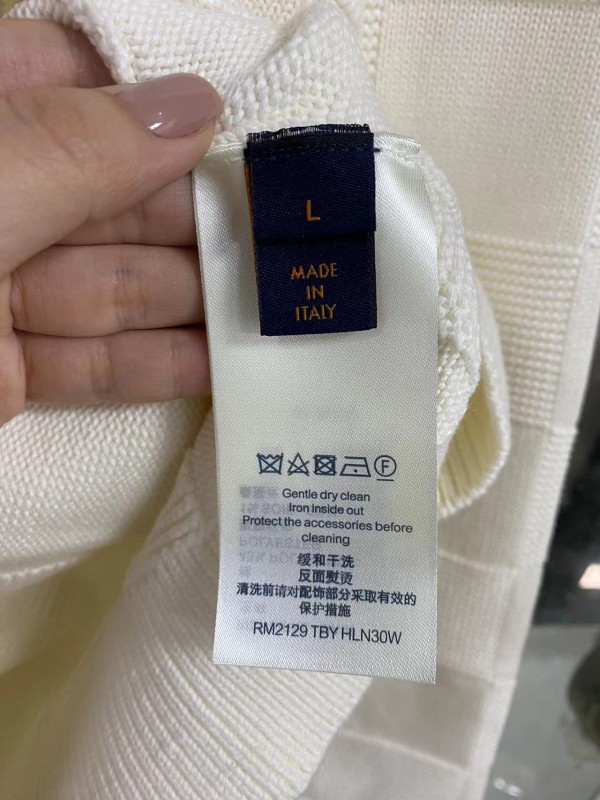 L
MADE
IN
ITALY
F
Gentle dry clean
Iron inside out
Protect the accessories before
cleaning
缓和干洗
反面熨烫
清洗前请对配饰部分采取有效的
保护措施
RM2129 TBY HLN30W